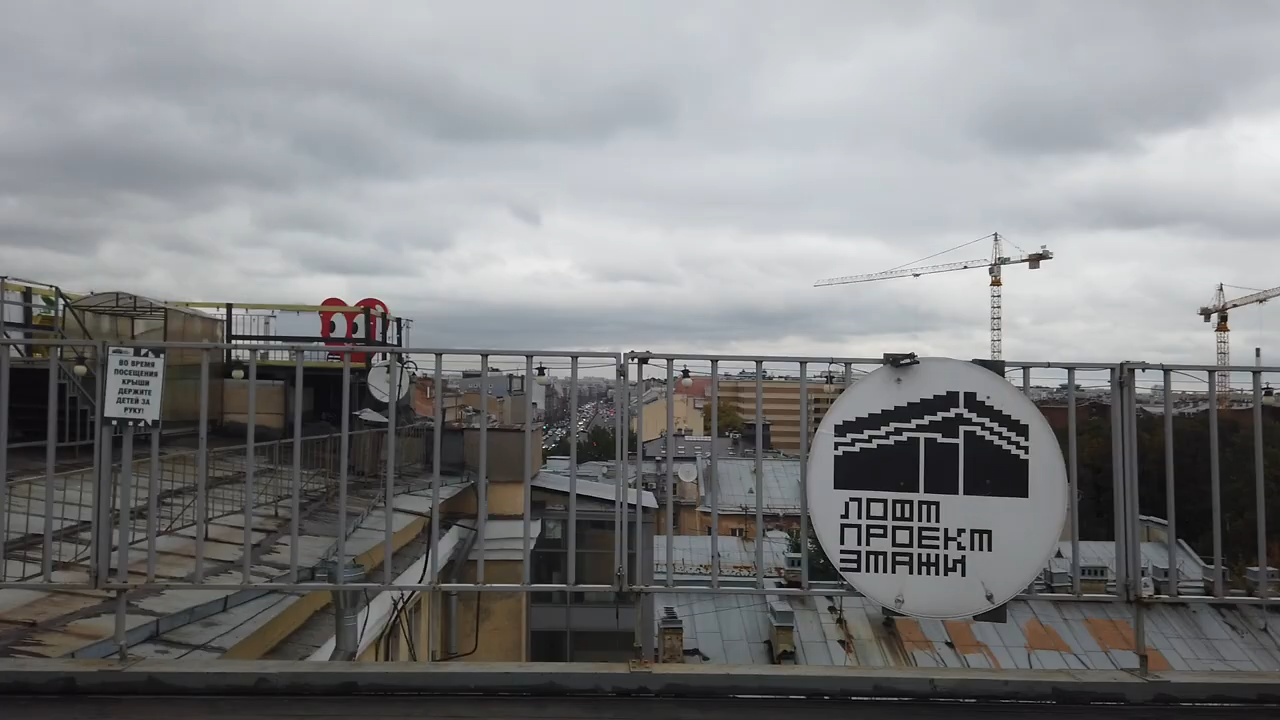 ВО ВРЕМЯ
ПОСЕЩЕНИЯ
КРЫШИ
ДЕРЖИТЕ
ДЕТЕЙ ЗА
РУКУ!
ЛОФТ
ПРОЕКТ
ЭТАЖИ